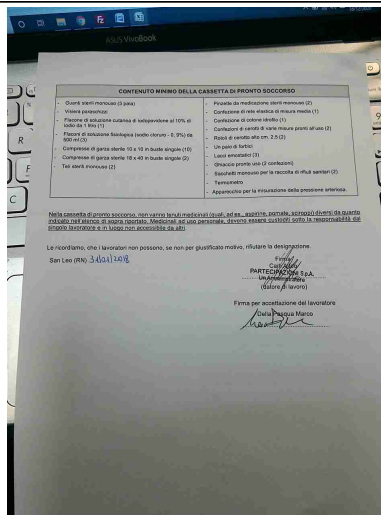 ASUS VivoBook
CONTENUTO MINIMO DELLA CASSETTA DI PRONTO SOCCORSO
- Guanti sterili monouso (3 paia)
- Visiera paraschizzi
- Flacone di soluzione cutanea di iodopovidone al 10% di
iodio da 1 litro (1)
- Flaconi di soluzione fisiologica (sodio cloruro - 0, 9%) da
500 ml (3)
- Compresse di garza sterile 10 x 10 in buste singole (10)
- Compresse di garza sterile 18 x 40 in buste singole (2)
- Teli sterili monouso (2)
- Pinzette da medicazione sterili monouso (2)
- Confezione di rete elastica di misura media (1)
- Confezione di cotone idrofilo (1)
- Confezioni di cerotti di varie misure pronti all'uso (2)
- Rotoli di cerotto alto cm. 2,5 (2)
- Un paio di forbici
- Lacci emostatici (3)
- Ghiaccio pronto uso (2 confezioni)
- Sacchetti monouso per la raccolta di rifiuti sanitari (2)
- Termometro
- Apparecchio per la misurazione della pressione arteriosa.
Nella cassetta di pronto soccorso, non vanno tenuti medicinali (quali, ad es., aspirine, pomate, sciroppi) diversi da quanto
indicato nell'elenco di sopra riportato. Medicinali ad uso personale, devono essere custoditi sotto la responsabilità del
singolo lavoratore e in luogo non accessibile da altri.
Le ricordiamo, che i lavoratori non possono, se non per giustificato motivo, rifiutare la designazione.
San Leo (RN) 31/01/2018
Firma
PARTECIPAZIONI S.p.A.
(datore di lavoro)
Firma per accettazione del lavoratore
Della Pasqua Marco